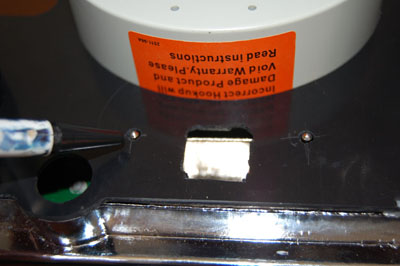 Incorrect Hookup will
Damage Product and
Void Warranty.Please
Read instructions